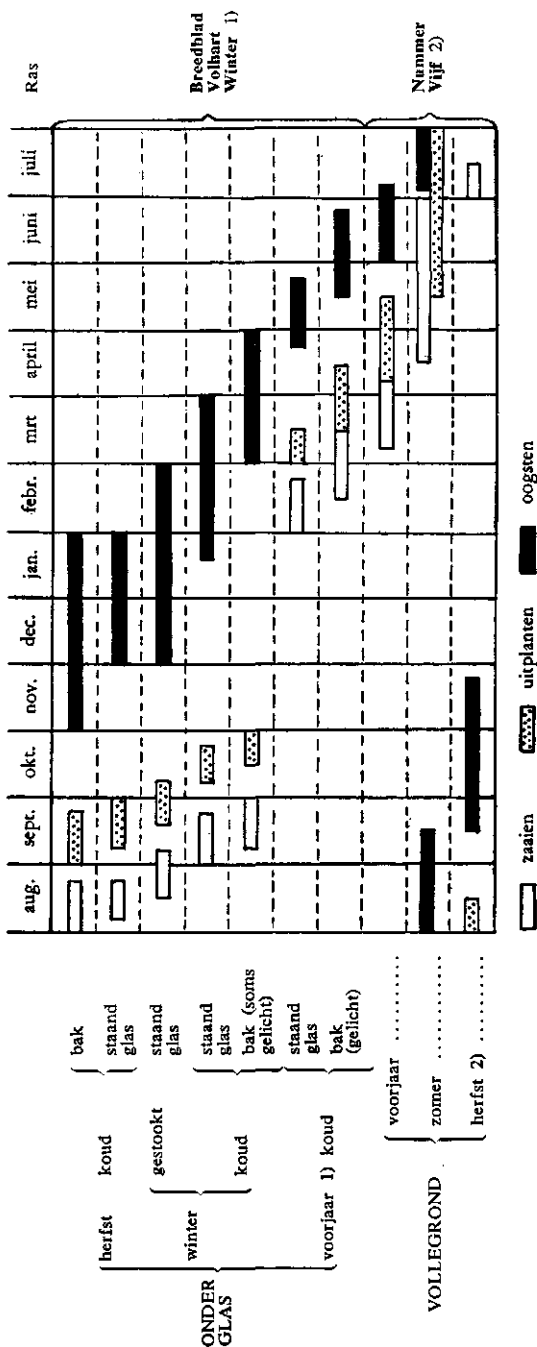 aug. sept. okt. nov. dec. jan. febr. mrt april mei juni juli Ras
ONDER
GLAS
herfst koud
bak
staand
glas
winter
gestookt
staand
glas
koud
staand
glas
bak (soms
gelicht)
voorjaar 1) koud
staand
glas
bak
(gelicht)
Breedblad
Volhart
Winter 1)
VOLLEGROND
voorjaar ..........
zomer ..........
herfst 2) ..........
Nummer
Vijf 2)
zaaien uitplanten oogsten